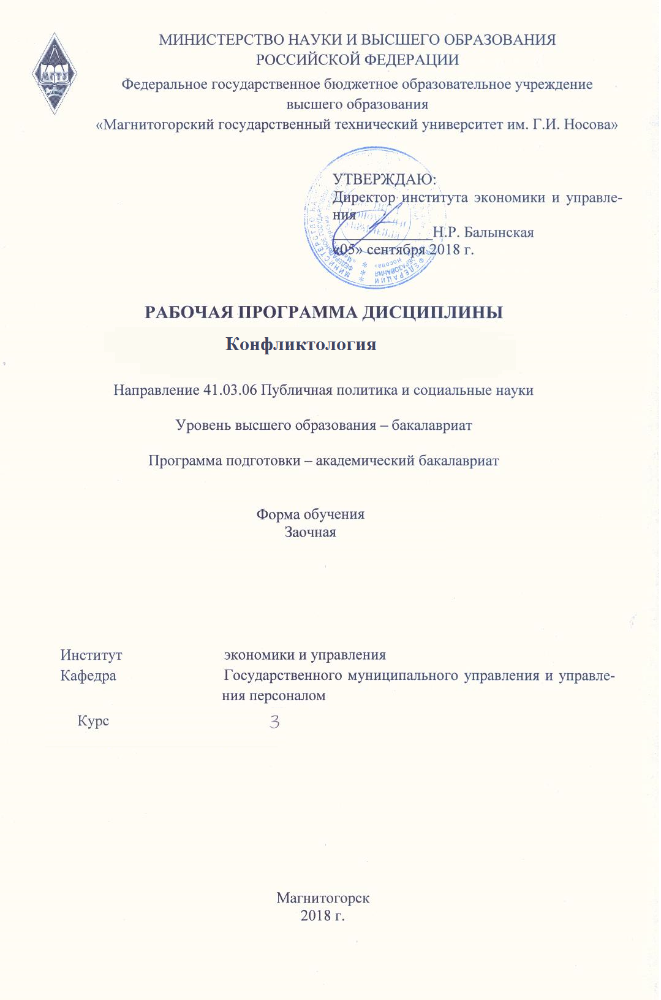 МГТУ
МИНИСТЕРСТВО НАУКИ И ВЫСШЕГО ОБРАЗОВАНИЯ
РОССИЙСКОЙ ФЕДЕРАЦИИ
Федеральное государственное бюджетное образовательное учреждение
высшего образования
«Магнитогорский государственный технический университет им. Г.И. Носова»
УТВЕРЖДАЮ:
Директор института экономики и управле-
ния
Н.Р. Балынская
«05» сентября 2018 г.
РАБОЧАЯ ПРОГРАММА ДИСЦИПЛИНЫ
Конфликтология
Направление 41.03.06 Публичная политика и социальные науки
Уровень высшего образования – бакалавриат
Программа подготовки – академический бакалавриат
Форма обучения
Заочная
Институт экономики и управления
Кафедра Государственного муниципального управления и управле-
ния персоналом
Курс 3
Магнитогорск
2018 г.